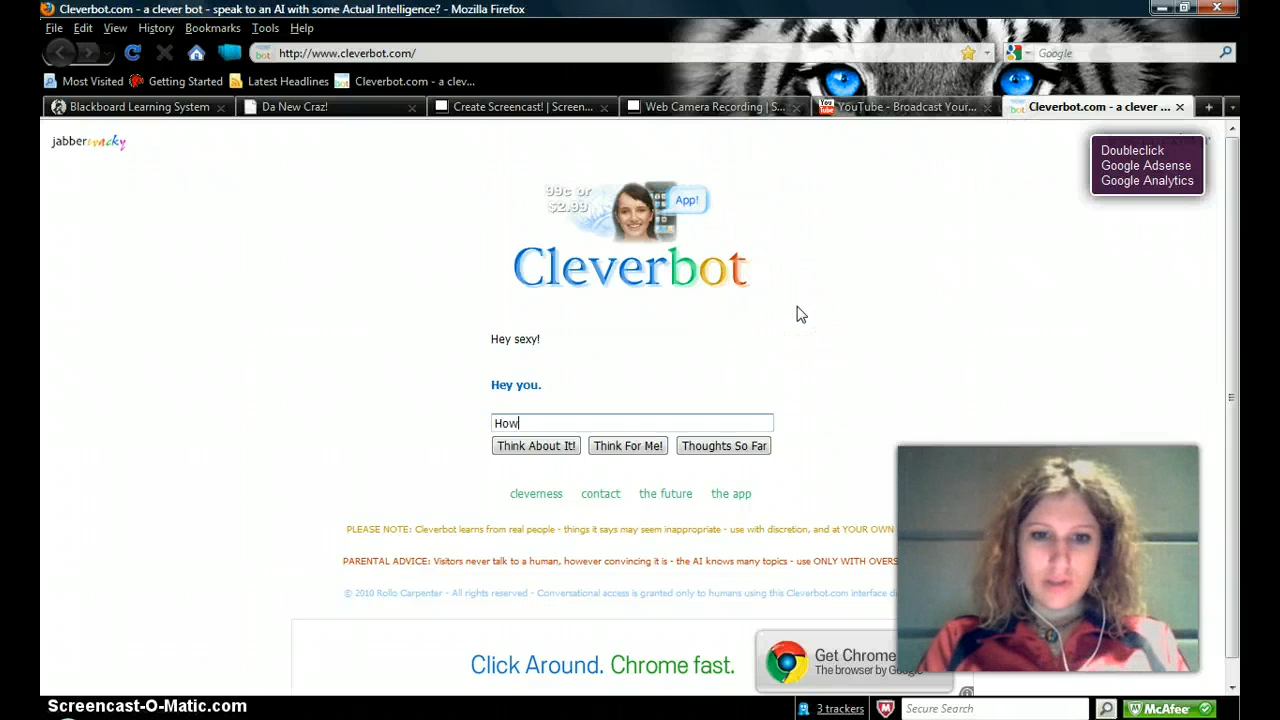 Cleverbot.com - a clever bot - speak to an AI with some Actual Intelligence? - Mozilla Firefox
File Edit View History Bookmarks Tools Help
http://www.cleverbot.com/
Google
Most Visited Getting Started Latest Headlines Cleverbot.com - a clev...
Blackboard Learning System Da New Craz! Create Screencast! | Screen... Web Camera Recording | S... YouTube - Broadcast Your... Cleverbot.com - a clever ...
jabberwacky
Doubleclick
Google Adsense
Google Analytics
99c or
$2.99
App!
Cleverbot
Hey sexy!
Hey you.
How
Think About It! Think For Me! Thoughts So Far
cleverness contact the future the app
PLEASE NOTE: Cleverbot learns from real people - things it says may seem inappropriate - use with discretion, and at YOUR OWN
PARENTAL ADVICE: Visitors never talk to a human, however convincing it is - the AI knows many topics - use ONLY WITH OVERS
© 2010 Rollo Carpenter - All rights reserved - Conversational access is granted only to humans using this Cleverbot.com interface
Click Around. Chrome fast.
Get Chrome
The browser by Google
Screencast-O-Matic.com
3 trackers
Secure Search
McAfee